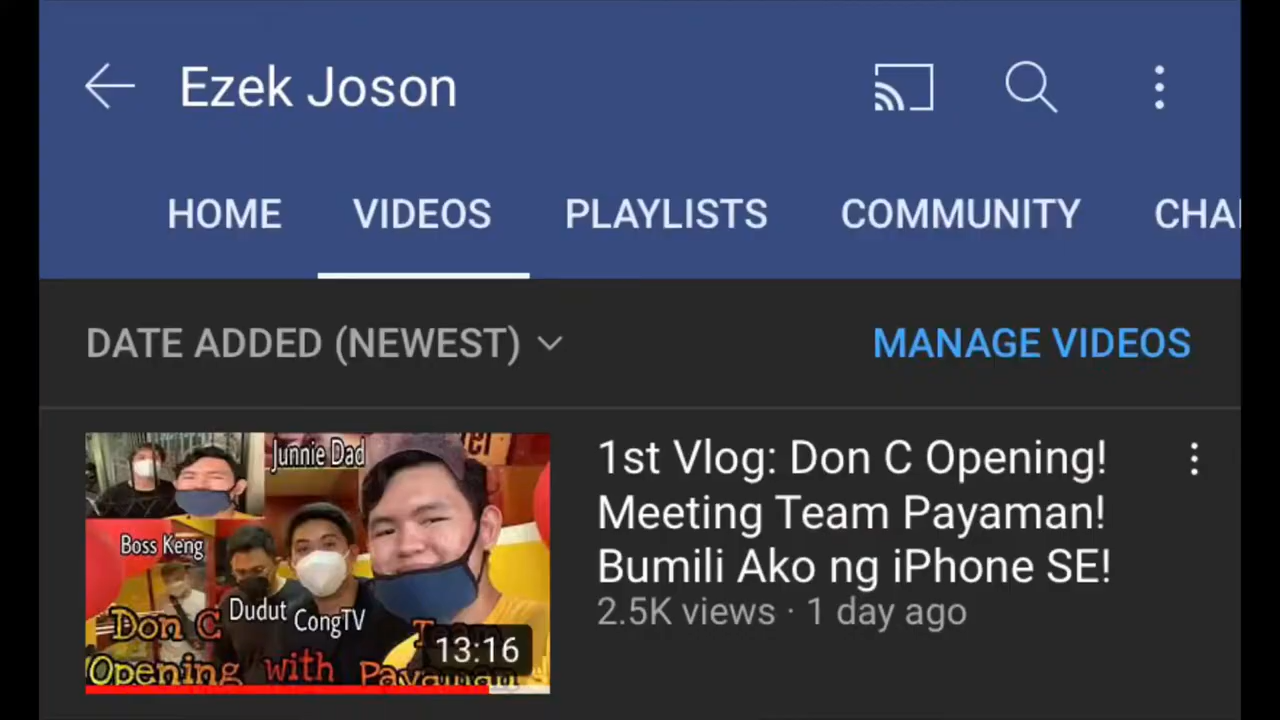 Ezek Joson
HOME VIDEOS PLAYLISTS COMMUNITY CHA
DATE ADDED (NEWEST) MANAGE VIDEOS
Junnie Dad
Boss Keng
Dudut
CongTV
Don C Team
Opening with Payaman
13:16
1st Vlog: Don C Opening!
Meeting Team Payaman!
Bumili Ako ng iPhone SE!
2.5K views · 1 day ago